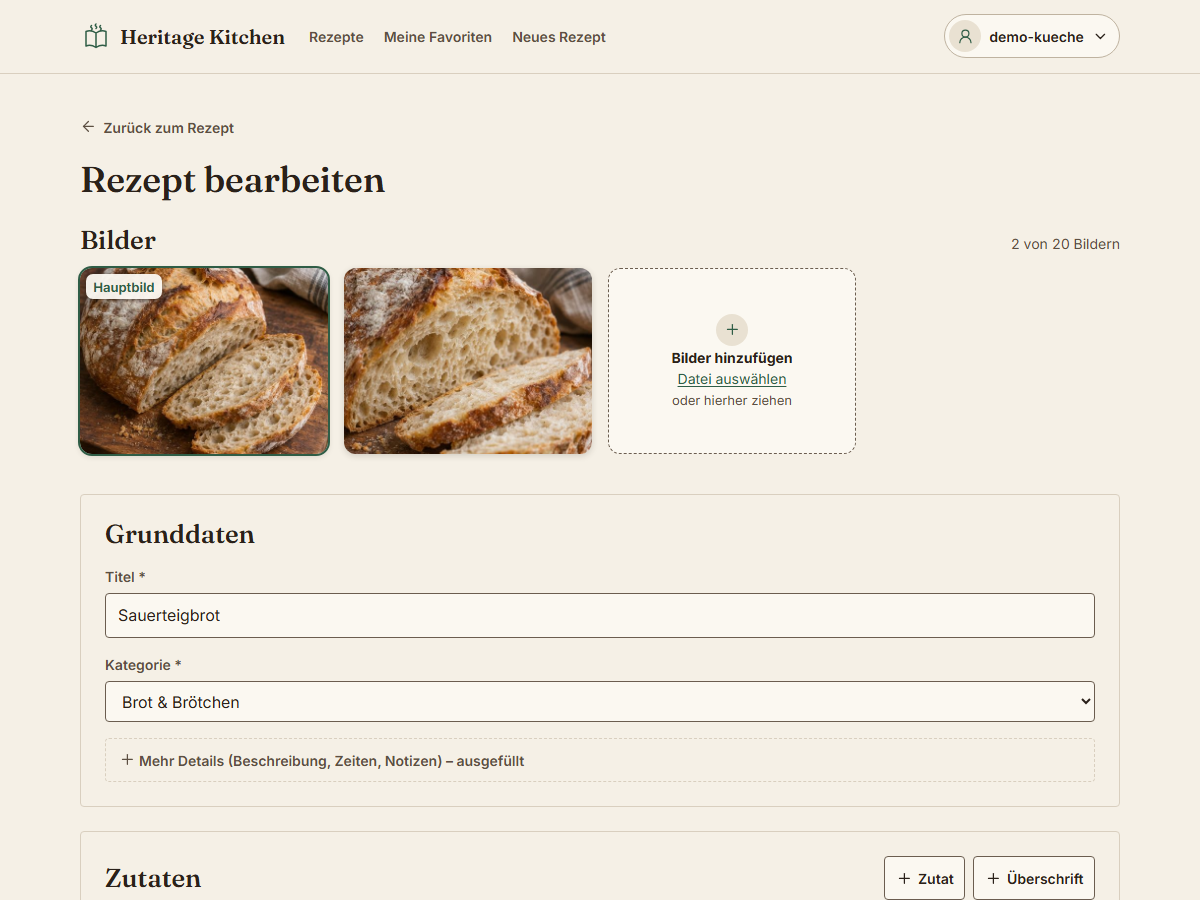 Heritage Kitchen
Rezepte
Meine Favoriten
Neues Rezept
demo-kueche
Zurück zum Rezept
Rezept bearbeiten
Bilder
2 von 20 Bildern
Hauptbild
Bilder hinzufügen
Datei auswählen
oder hierher ziehen
Grunddaten
Titel *
Sauerteigbrot
Kategorie *
Brot & Brötchen
Mehr Details (Beschreibung, Zeiten, Notizen) – ausgefüllt
Zutaten
Zutat
Überschrift